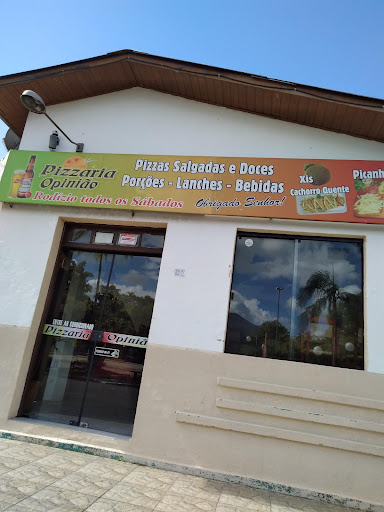 Pizzaria
Opinião
Rodízio todos os Sábados
Pizzas Salgadas e Doces
Porções - Lanches - Bebidas
Obrigado Senhor!
Xis
Cachorro Quente
Picanh
Pizzaria Opinião